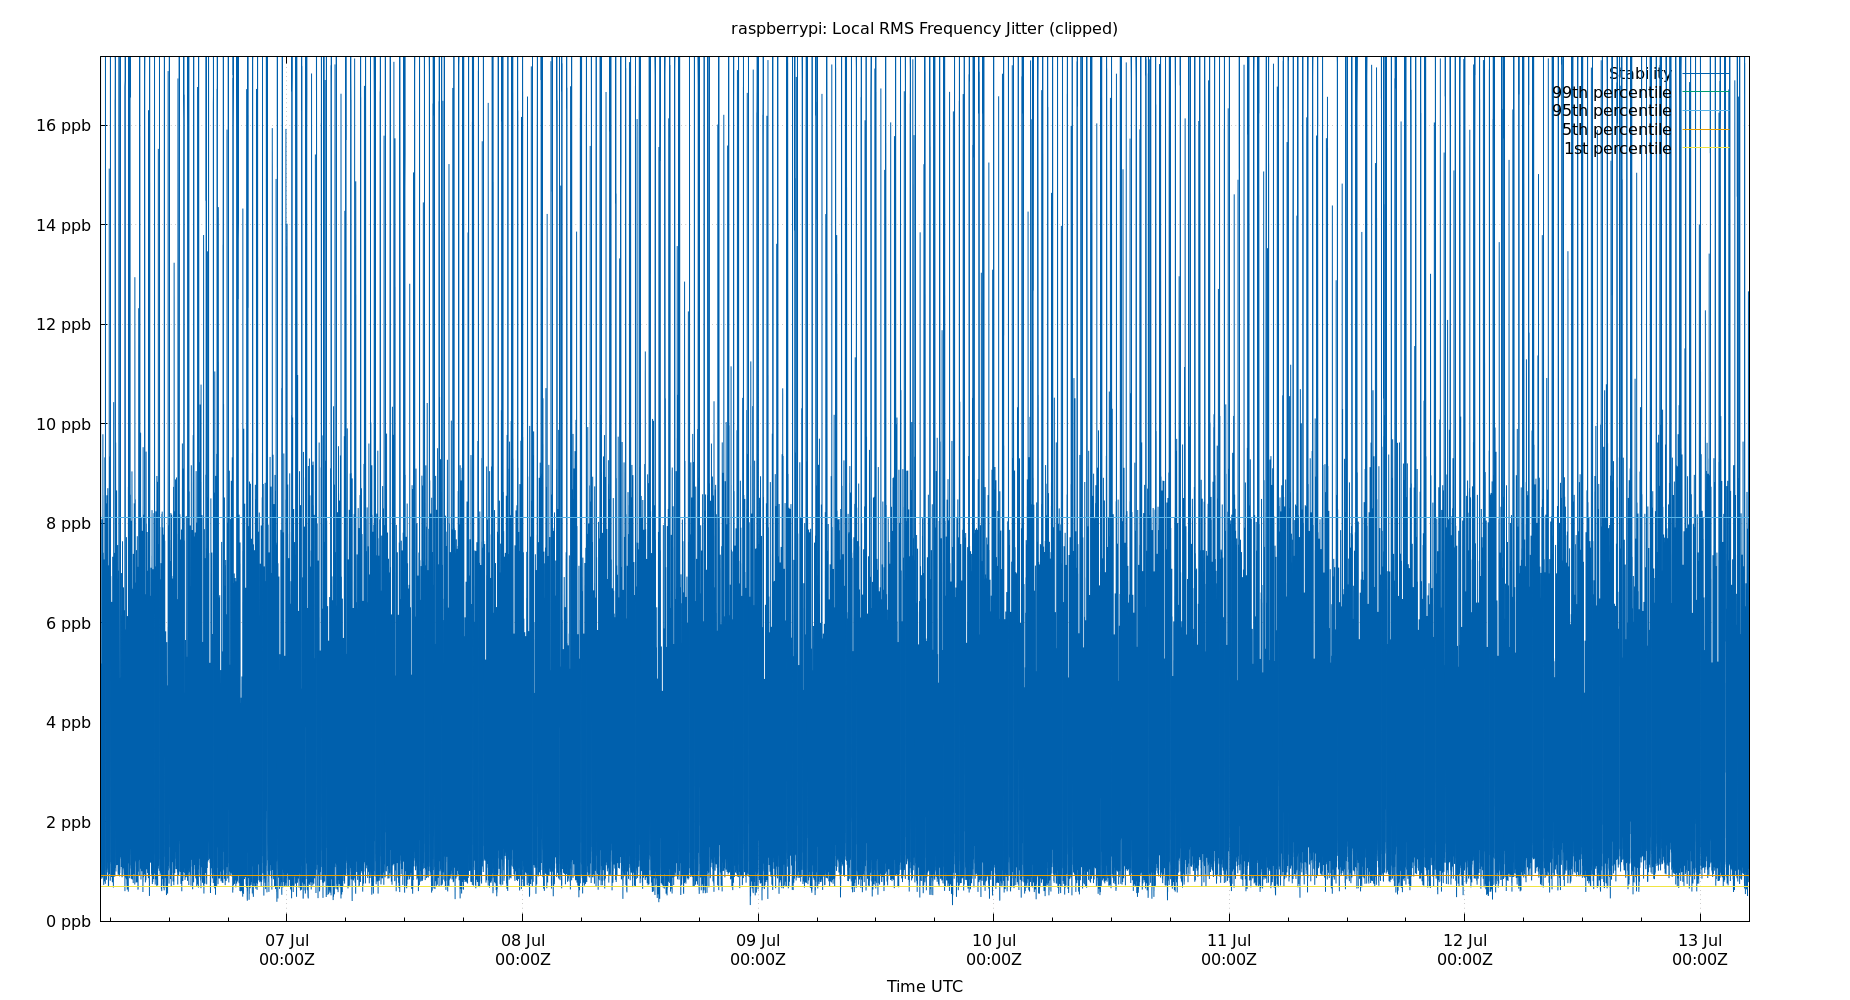 raspberrypi: Local RMS Frequency Jitter (clipped)
Stability
99th percentile
95th percentile
5th percentile
1st percentile
16 ppb
14 ppb
12 ppb
10 ppb
8 ppb
6 ppb
4 ppb
2 ppb
0 ppb
07 Jul 08 Jul 09 Jul 10 Jul 11 Jul 12 Jul 13 Jul
00:00Z 00:00Z 00:00Z 00:00Z 00:00Z 00:00Z 00:00Z
Time UTC